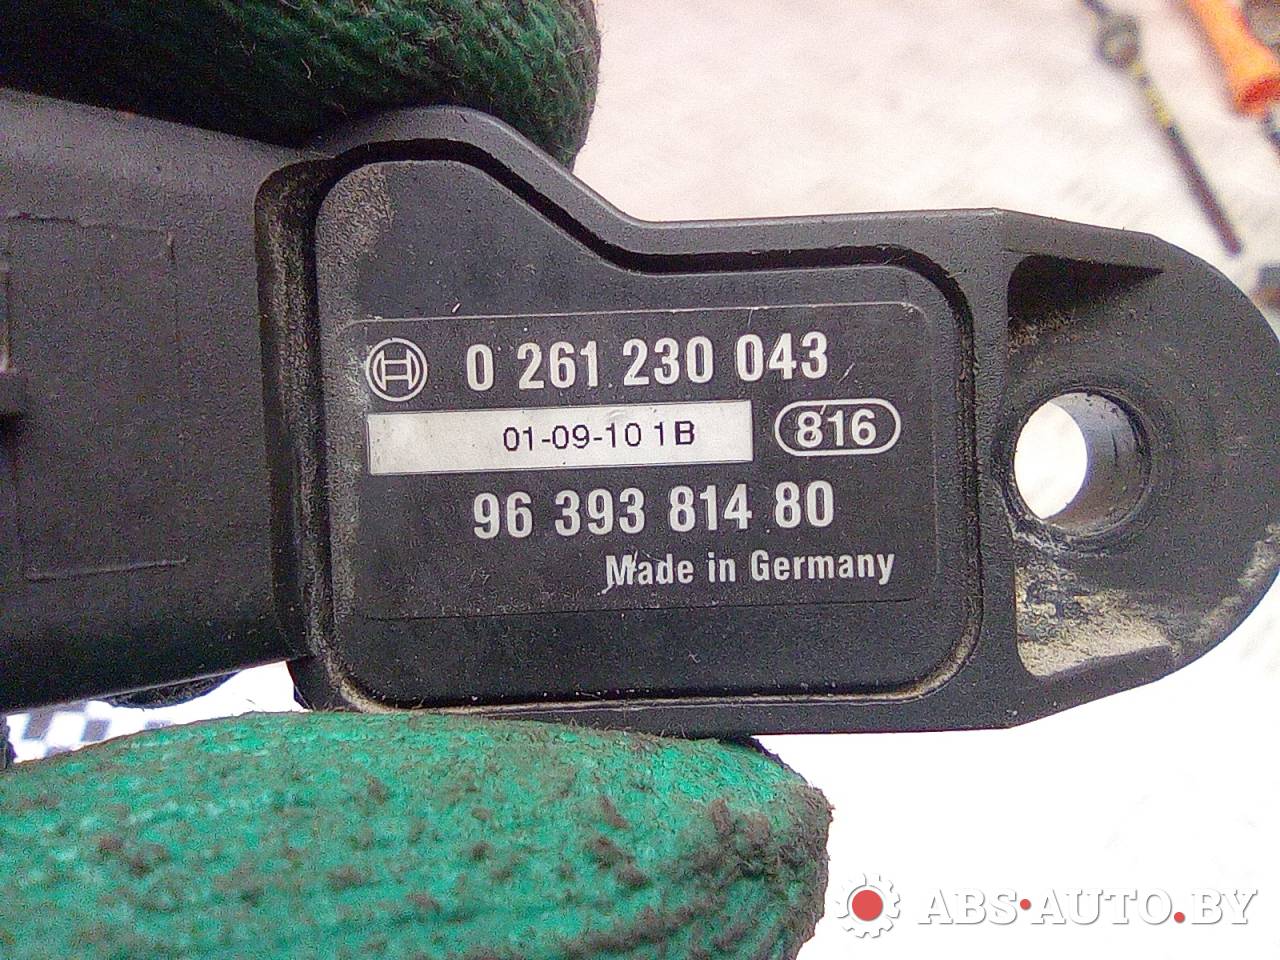 0 261 230 043
01-09-10 1B
816
96 393 814 80
Made in Germany
ABS·AUTO.BY